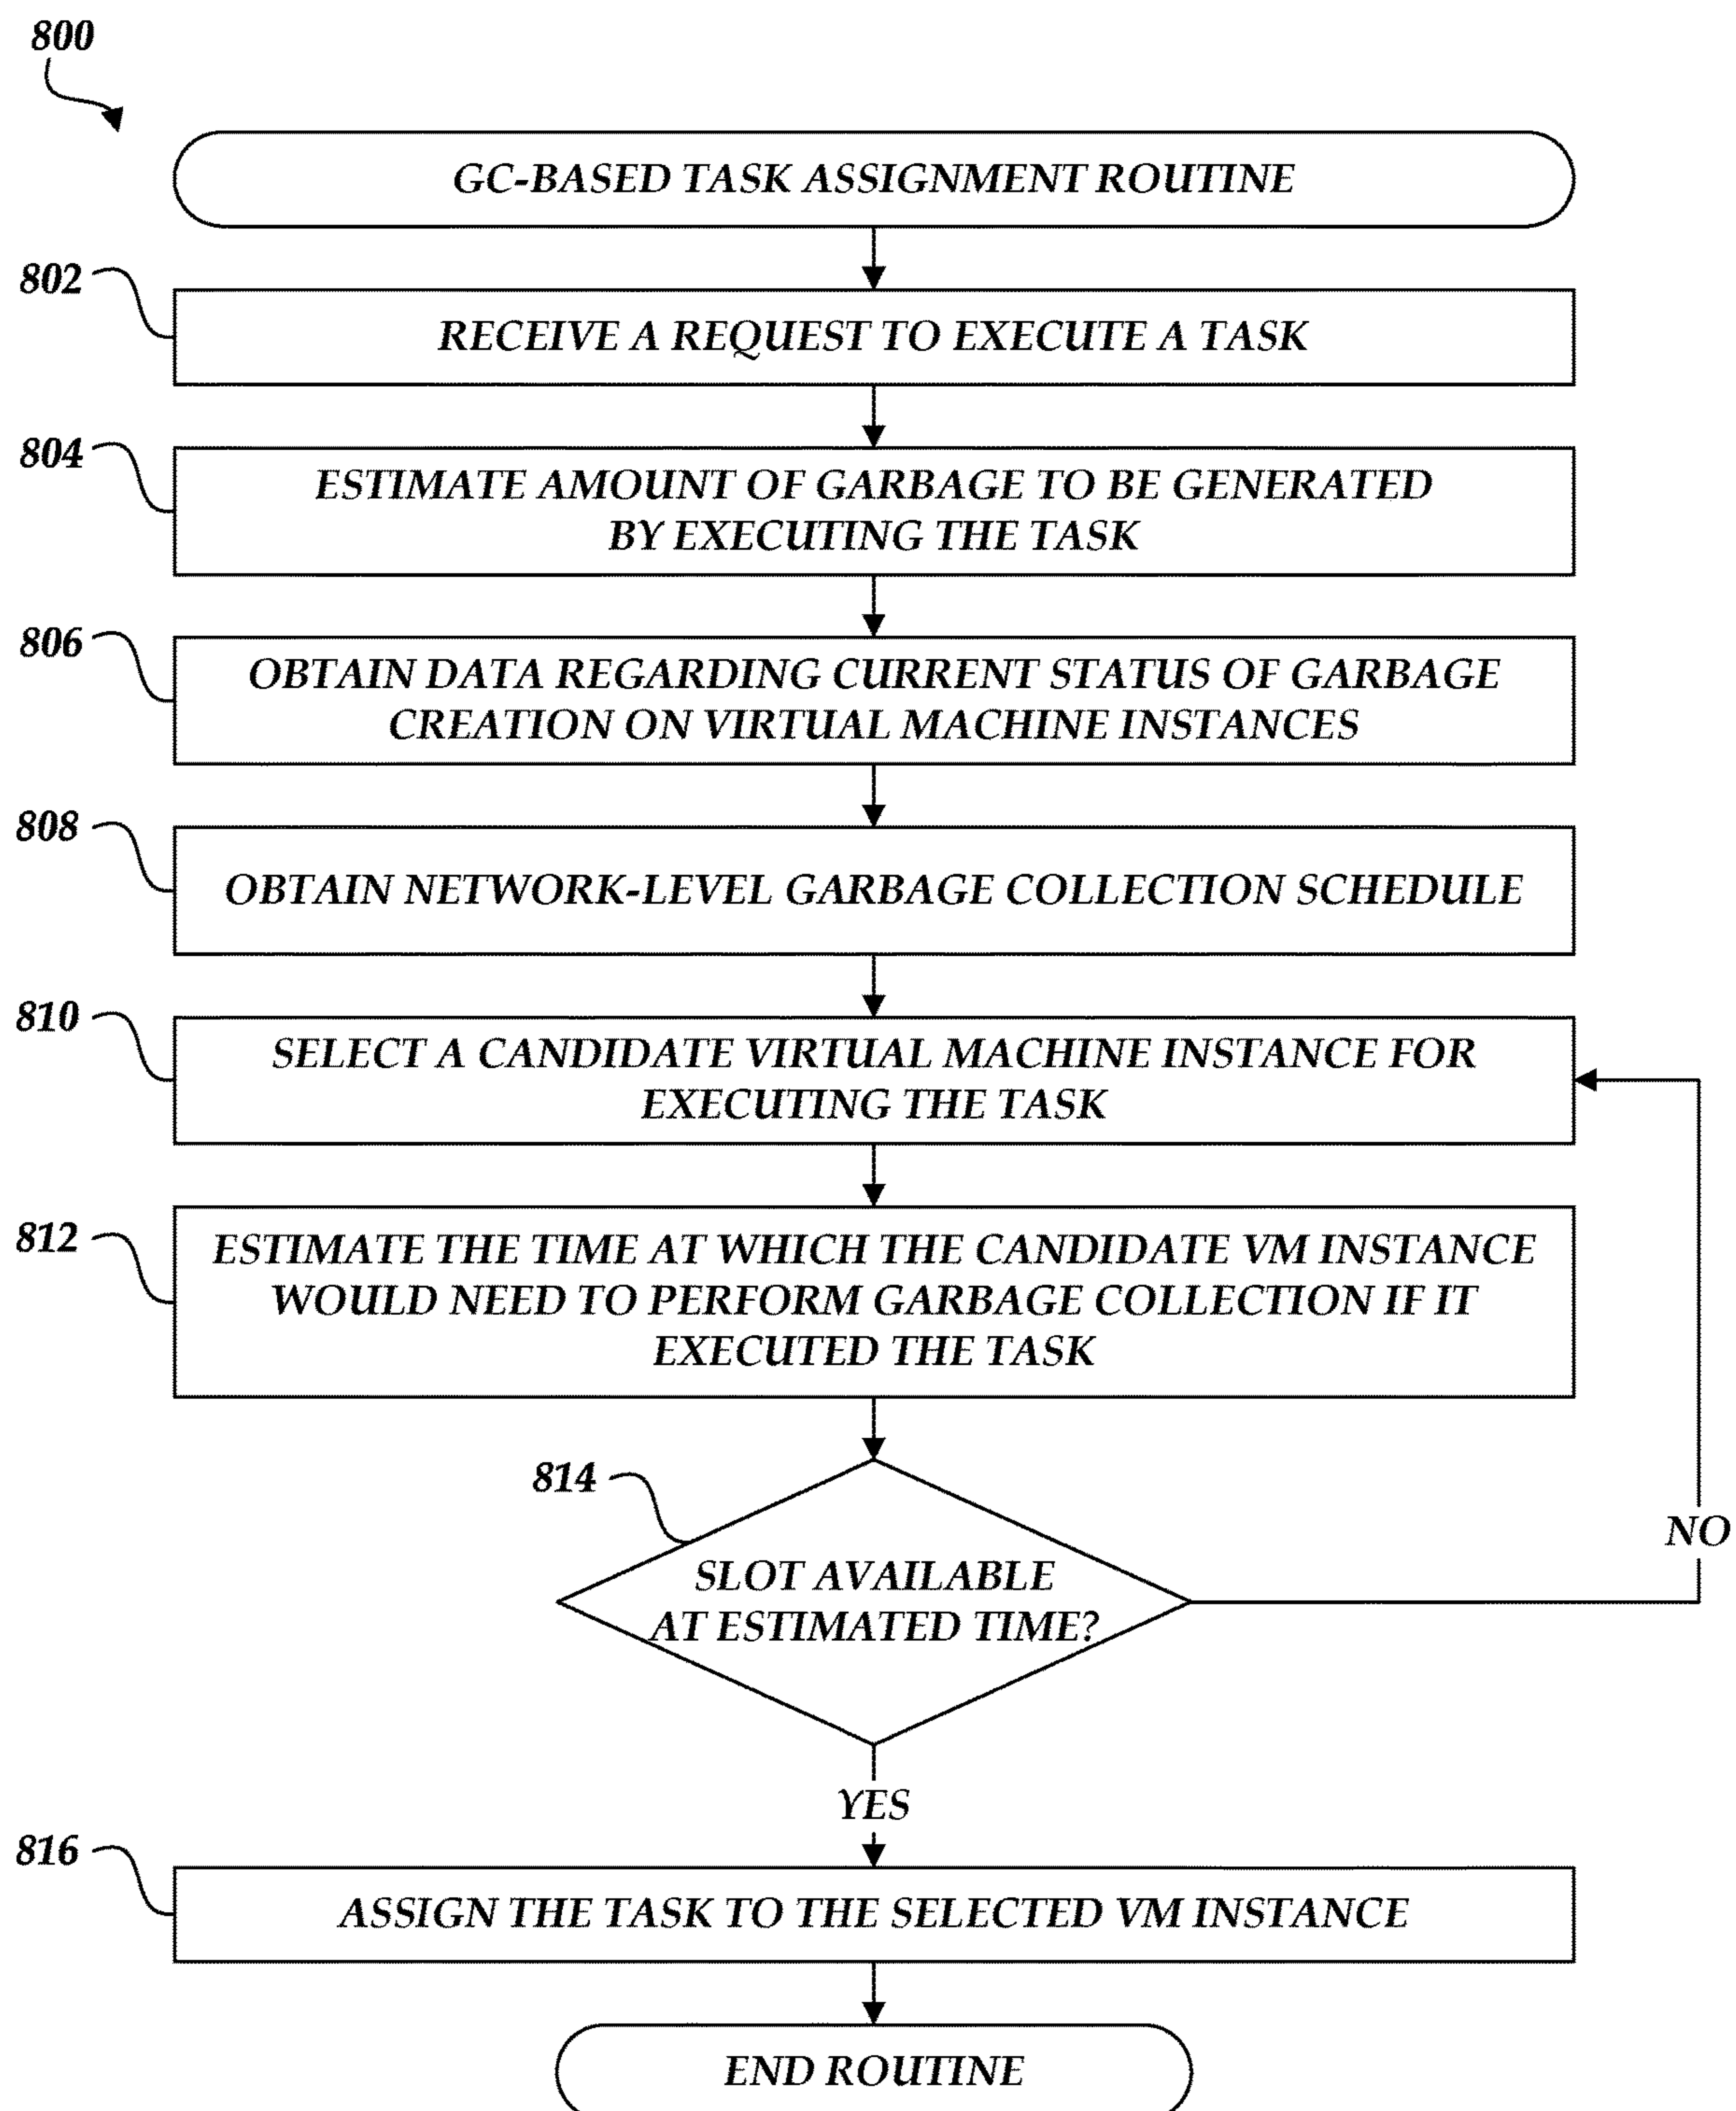 800
GC-BASED TASK ASSIGNMENT ROUTINE
802
RECEIVE A REQUEST TO EXECUTE A TASK
804
ESTIMATE AMOUNT OF GARBAGE TO BE GENERATED
BY EXECUTING THE TASK
806
OBTAIN DATA REGARDING CURRENT STATUS OF GARBAGE
CREATION ON VIRTUAL MACHINE INSTANCES
808
OBTAIN NETWORK-LEVEL GARBAGE COLLECTION SCHEDULE
810
SELECT A CANDIDATE VIRTUAL MACHINE INSTANCE FOR
EXECUTING THE TASK
812
ESTIMATE THE TIME AT WHICH THE CANDIDATE VM INSTANCE
WOULD NEED TO PERFORM GARBAGE COLLECTION IF IT
EXECUTED THE TASK
814
SLOT AVAILABLE
AT ESTIMATED TIME?
NO
YES
816
ASSIGN THE TASK TO THE SELECTED VM INSTANCE
END ROUTINE